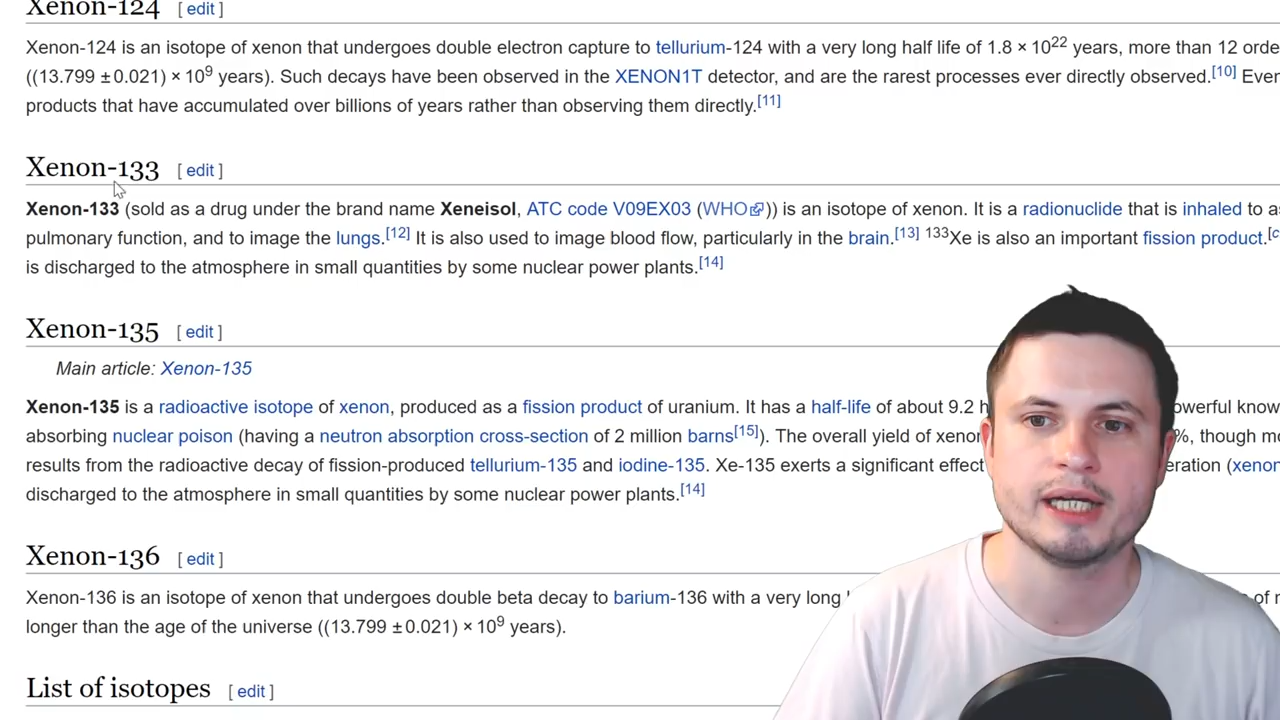 Xenon-124 [ edit ]
Xenon-124 is an isotope of xenon that undergoes double electron capture to tellurium-124 with a very long half life of 1.8 × 10²² years, more than 12
((13.799 ±0.021) × 10⁹ years). Such decays have been observed in the XENON1T detector, and are the rarest processes ever directly observed.[10]
products that have accumulated over billions of years rather than observing them directly.[11]
Xenon-133 [ edit ]
Xenon-133 (sold as a drug under the brand name Xeneisol, ATC code V09EX03 (WHO)) is an isotope of xenon. It is a radionuclide that is inhaled to
pulmonary function, and to image the lungs.[12] It is also used to image blood flow, particularly in the brain.[13] ¹³³Xe is also an important fission product.
is discharged to the atmosphere in small quantities by some nuclear power plants.[14]
Xenon-135 [ edit ]
Main article: Xenon-135
Xenon-135 is a radioactive isotope of xenon, produced as a fission product of uranium. It has a half-life of about 9.2
absorbing nuclear poison (having a neutron absorption cross-section of 2 million barns[15]). The overall yield of
results from the radioactive decay of fission-produced tellurium-135 and iodine-135. Xe-135 exerts a significant
discharged to the atmosphere in small quantities by some nuclear power plants.[14]
Xenon-136 [ edit ]
Xenon-136 is an isotope of xenon that undergoes double beta decay to barium-136 with a very long of
longer than the age of the universe ((13.799 ±0.021) × 10⁹ years).
List of isotopes [ edit ]